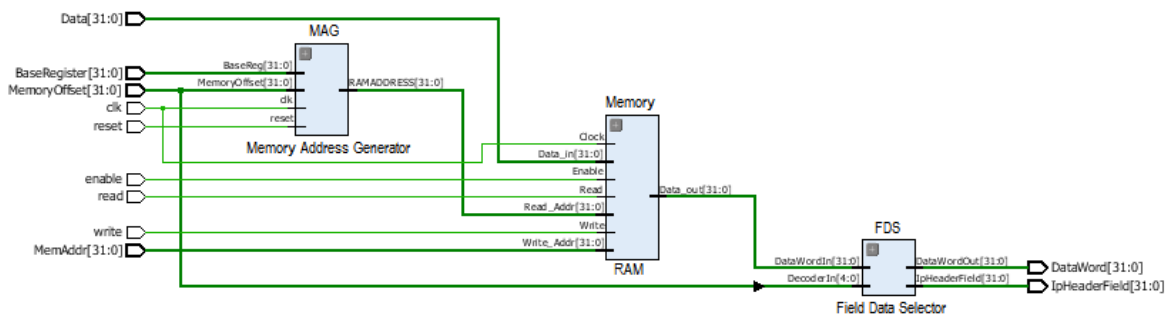 Data[31:0]
MAG
BaseRegister[31:0]
BaseReg[31:0]
MemoryOffset[31:0]
MemoryOffset[31:0]
RAMADDRESS[31:0]
clk
clk
reset
reset
Memory Address Generator
Memory
Clock
Data_in[31:0]
enable
Enable
read
Read
Data_out[31:0]
Read_Addr[31:0]
write
Write
MemAddr[31:0]
Write_Addr[31:0]
RAM
FDS
DataWordIn[31:0]
DataWordOut[31:0]
DataWord[31:0]
DecoderIn[4:0]
IpHeaderField[31:0]
IpHeaderField[31:0]
Field Data Selector